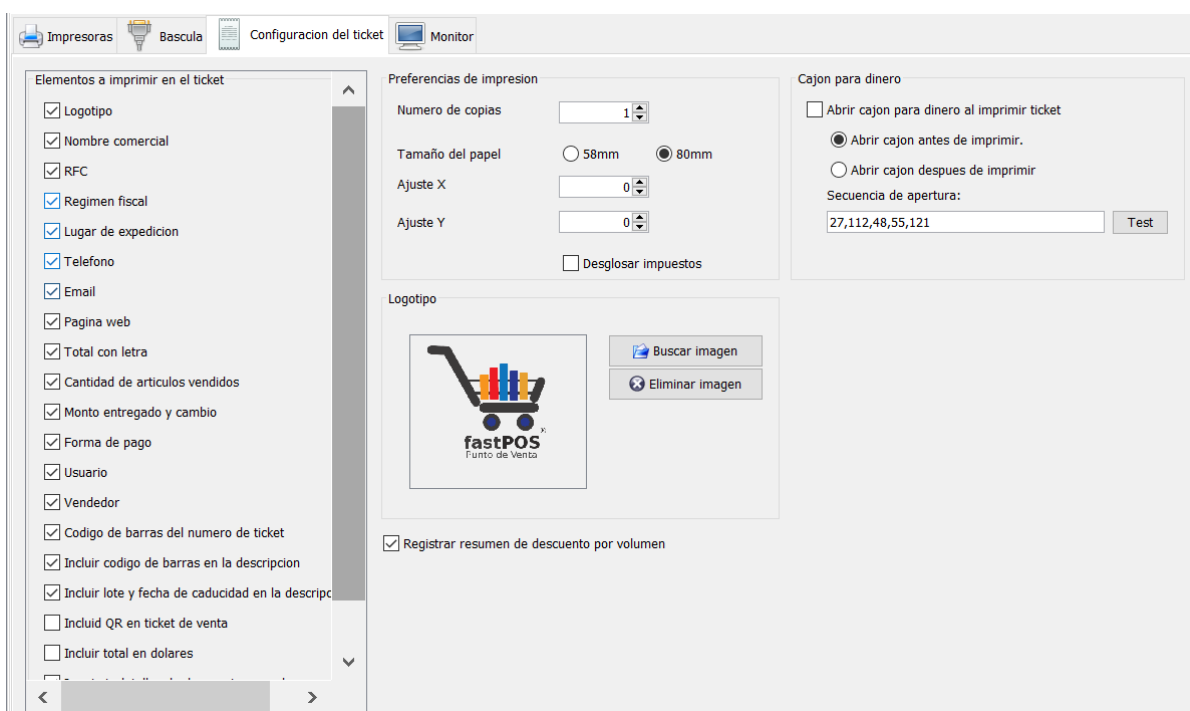 Impresoras
Bascula
Configuracion del ticket
Monitor
Elementos a imprimir en el ticket
Logotipo
Nombre comercial
RFC
Regimen fiscal
Lugar de expedicion
Telefono
Email
Pagina web
Total con letra
Cantidad de articulos vendidos
Monto entregado y cambio
Forma de pago
Usuario
Vendedor
Codigo de barras del numero de ticket
Incluir codigo de barras en la descripcion
Incluir lote y fecha de caducidad en la descripc
Incluid QR en ticket de venta
Incluir total en dolares
Preferencias de impresion
Numero de copias
1
Tamaño del papel
58mm
80mm
Ajuste X
0
Ajuste Y
0
Desglosar impuestos
Logotipo
fastPOS
Punto de Venta
Buscar imagen
Eliminar imagen
Registrar resumen de descuento por volumen
Cajon para dinero
Abrir cajon para dinero al imprimir ticket
Abrir cajon antes de imprimir.
Abrir cajon despues de imprimir
Secuencia de apertura:
27,112,48,55,121
Test